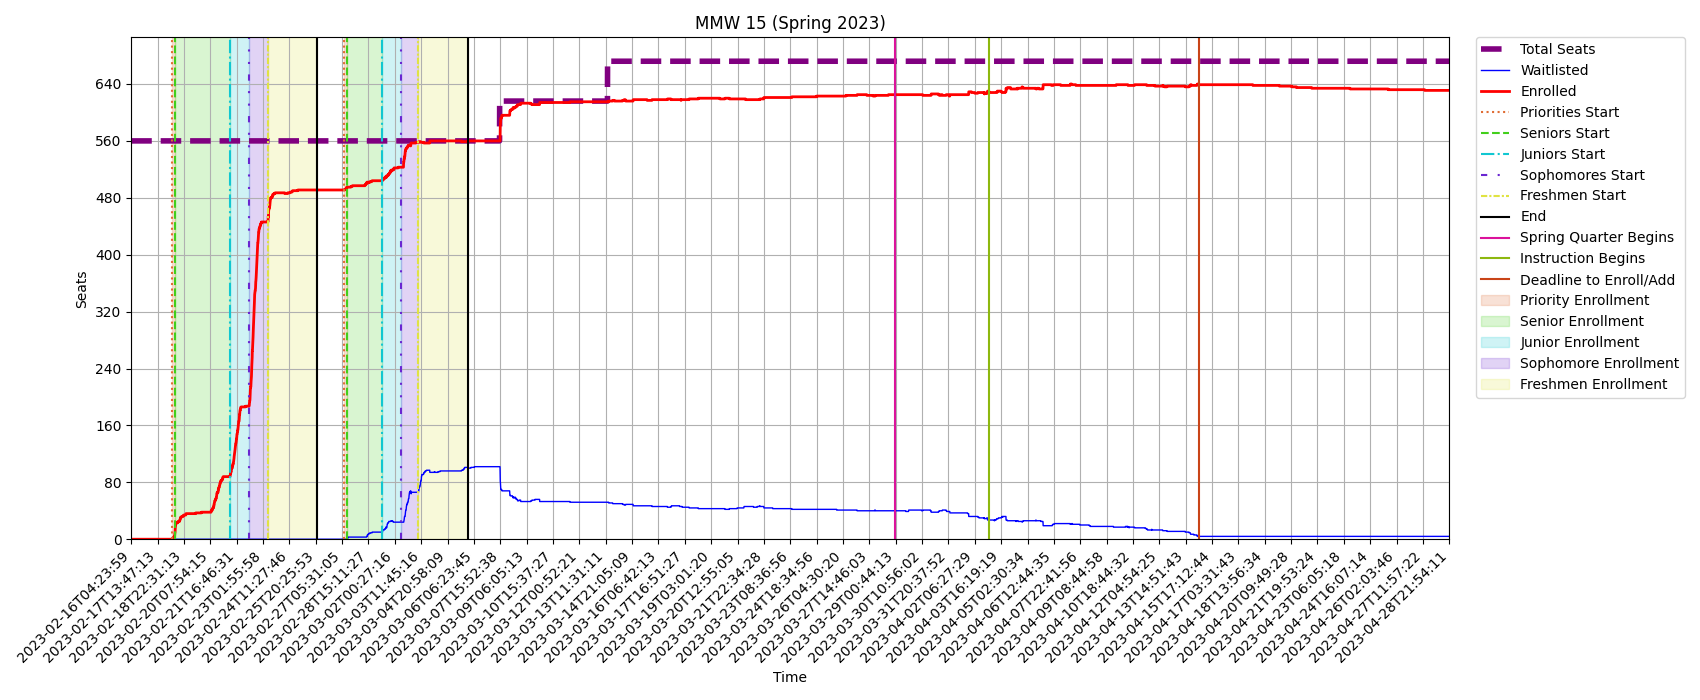 MMW 15 (Spring 2023)
Seats
640
560
480
400
320
240
160
80
0
2023-02-16T04:23:59
2023-02-17T13:47:13
2023-02-18T22:31:13
2023-02-20T07:54:15
2023-02-21T16:46:31
2023-02-23T01:55:58
2023-02-24T11:27:46
2023-02-25T20:25:53
2023-02-27T05:31:05
2023-02-28T15:11:27
2023-03-02T00:27:16
2023-03-03T11:45:16
2023-03-04T20:58:09
2023-03-06T06:23:45
2023-03-07T15:52:38
2023-03-09T06:05:13
2023-03-10T15:37:27
2023-03-12T00:52:21
2023-03-13T11:31:11
2023-03-14T21:05:09
2023-03-16T06:42:13
2023-03-17T16:51:27
2023-03-19T03:01:20
2023-03-20T12:55:05
2023-03-21T22:34:28
2023-03-23T08:36:56
2023-03-24T18:34:56
2023-03-26T04:30:20
2023-03-27T14:46:03
2023-03-29T00:44:13
2023-03-30T10:56:02
2023-03-31T20:37:52
2023-04-02T06:27:29
2023-04-03T16:19:19
2023-04-05T02:30:34
2023-04-06T12:44:35
2023-04-07T22:41:56
2023-04-09T08:44:58
2023-04-10T18:44:32
2023-04-12T04:54:25
2023-04-13T14:51:43
2023-04-15T17:12:44
2023-04-17T03:31:43
2023-04-18T13:56:34
2023-04-20T09:49:28
2023-04-21T19:53:24
2023-04-23T06:05:18
2023-04-24T16:07:14
2023-04-26T02:03:46
2023-04-27T11:57:22
2023-04-28T21:54:11
Time
Total Seats
Waitlisted
Enrolled
Priorities Start
Seniors Start
Juniors Start
Sophomores Start
Freshmen Start
End
Spring Quarter Begins
Instruction Begins
Deadline to Enroll/Add
Priority Enrollment
Senior Enrollment
Junior Enrollment
Sophomore Enrollment
Freshmen Enrollment